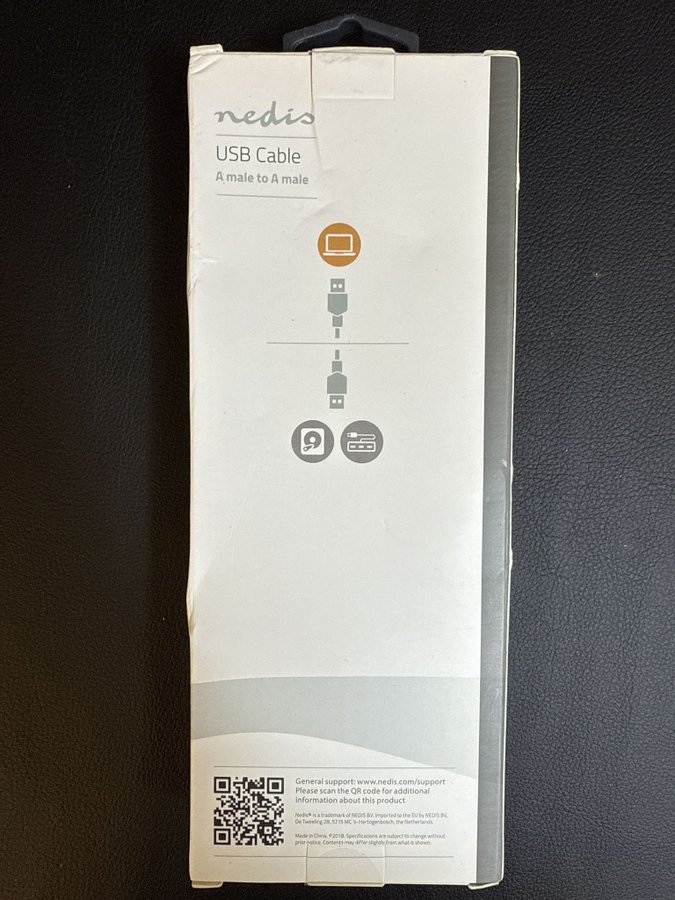 nedis
USB Cable
A male to A male
General support: www.nedis.com/support
Please scan the QR code for additional
information about this product
Nedis® is a trademark of NEDIS BV. Imported to the EU by NEDIS BV,
De Tweeling 28, 5215 MC 's-Hertogenbosch, the Netherlands.
Made in China. ©2018. Specifications are subject to change without
prior notice. Contents may differ slightly from what is shown.